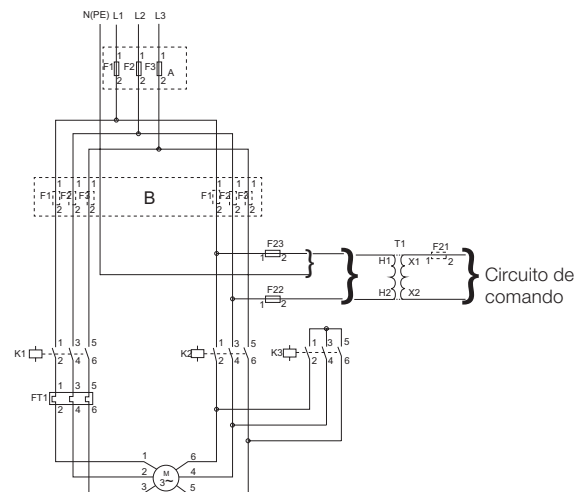 N(PE) L1 L2 L3
1 1 1
F1 F2 F3 A
2 2 2
1 1 1 1 1 1
F1 F2 F3 B F1 F2 F3
2 2 2 2 2 2
F23
1 2
T1
F21
H1 X1 1 2
H2 X2
Circuito de
comando
F22
1 2
K1 1 3 5
2 4 6
K2 1 3 5
2 4 6
K3 1 3 5
2 4 6
FT1 1 3 5
2 4 6
1 6
2 M 4
3~
3 5